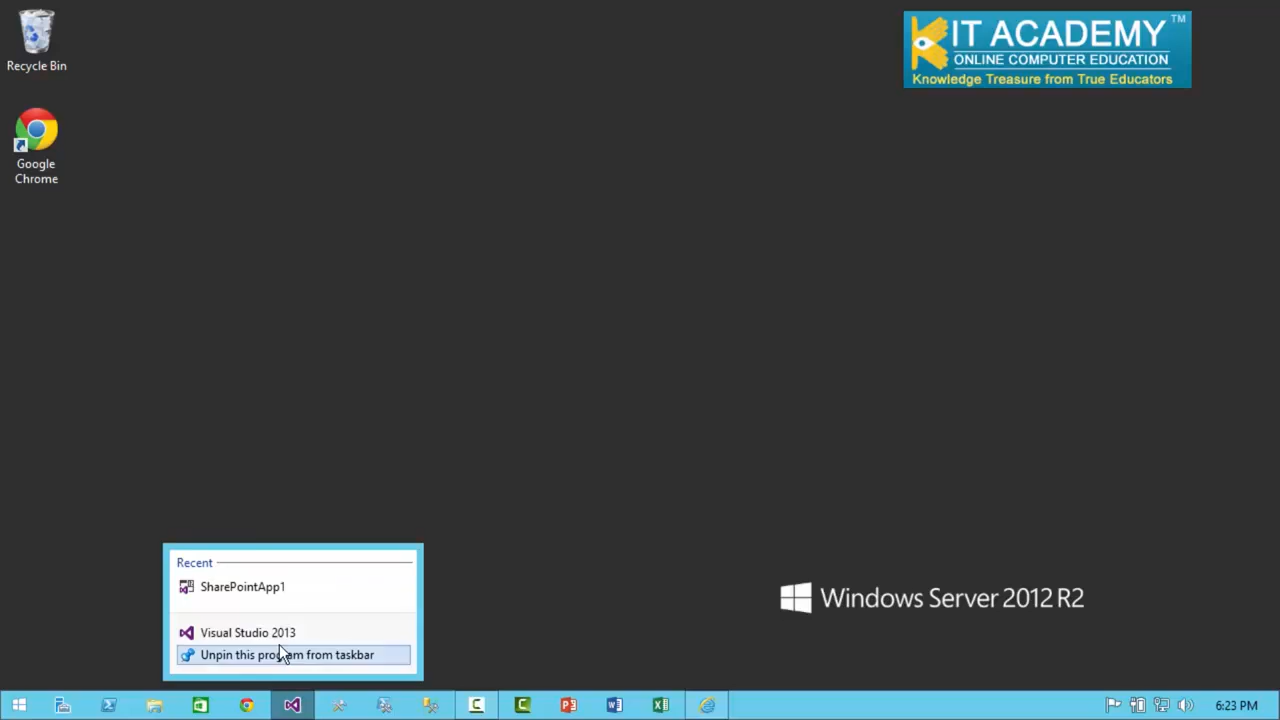 Recycle Bin
Google
Chrome
KIT ACADEMY TM
ONLINE COMPUTER EDUCATION
Knowledge Treasure from True Educators
Recent
SharePointApp1
Visual Studio 2013
Unpin this program from taskbar
Windows Server 2012 R2
6:23 PM